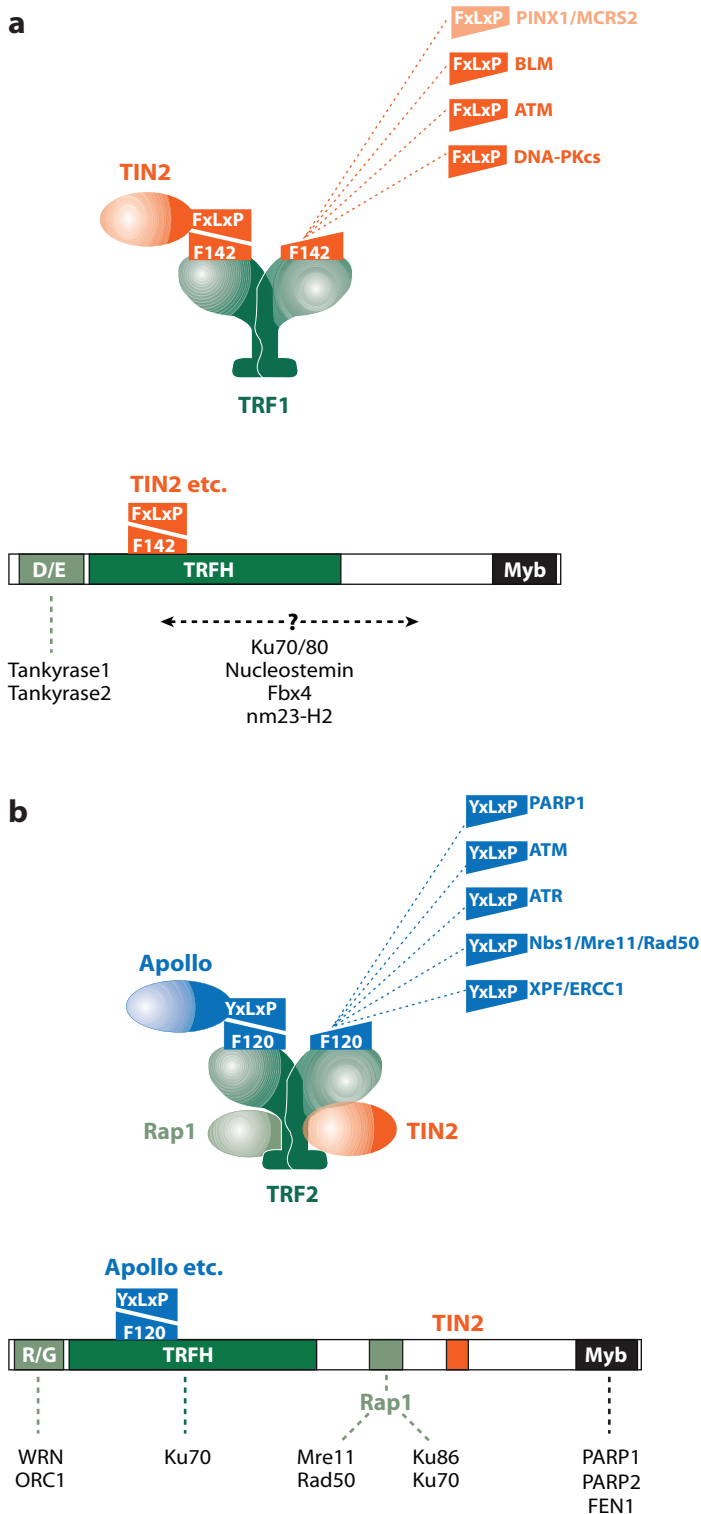 a
FxLxP PINX1/MCRS2
FxLxP BLM
FxLxP ATM
FxLxP DNA-PKcs
TIN2
FxLxP
F142
F142
TRF1
TIN2 etc.
FxLxP
F142
D/E
TRFH
Myb
?
Tankyrase1
Tankyrase2
Ku70/80
Nucleostemin
Fbx4
nm23-H2
b
YxLxP PARP1
YxLxP ATM
YxLxP ATR
YxLxP Nbs1/Mre11/Rad50
YxLxP XPF/ERCC1
Apollo
YxLxP
F120
F120
Rap1
TIN2
TRF2
Apollo etc.
YxLxP
F120
TIN2
R/G
TRFH
Myb
Rap1
WRN
ORC1
Ku70
Mre11
Rad50
Ku86
Ku70
PARP1
PARP2
FEN1